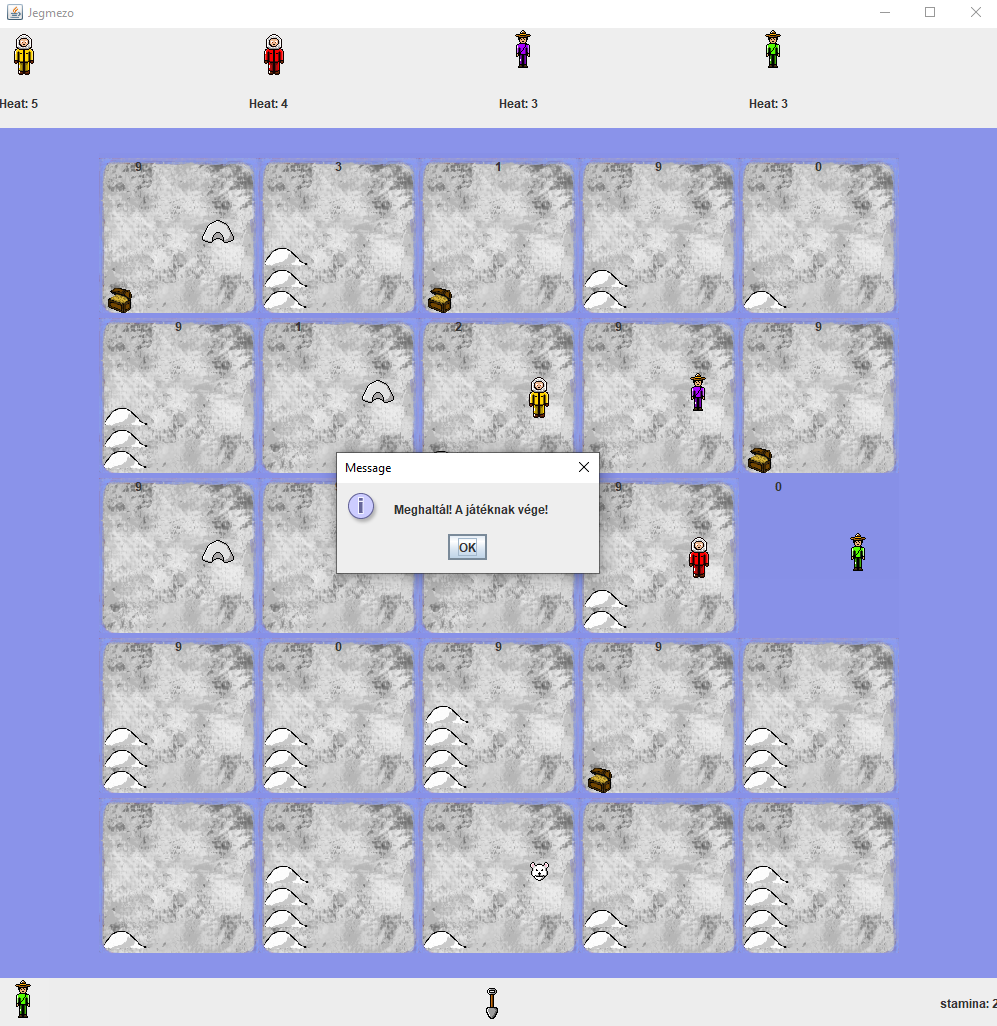 Jegmezo
Heat: 5 Heat: 4 Heat: 3 Heat: 3
9 3 1 9 0
9 1 2 9 9
Message
9 9 0
Meghaltál! A játéknak vége!
OK
9 0 9 9
stamina: 2